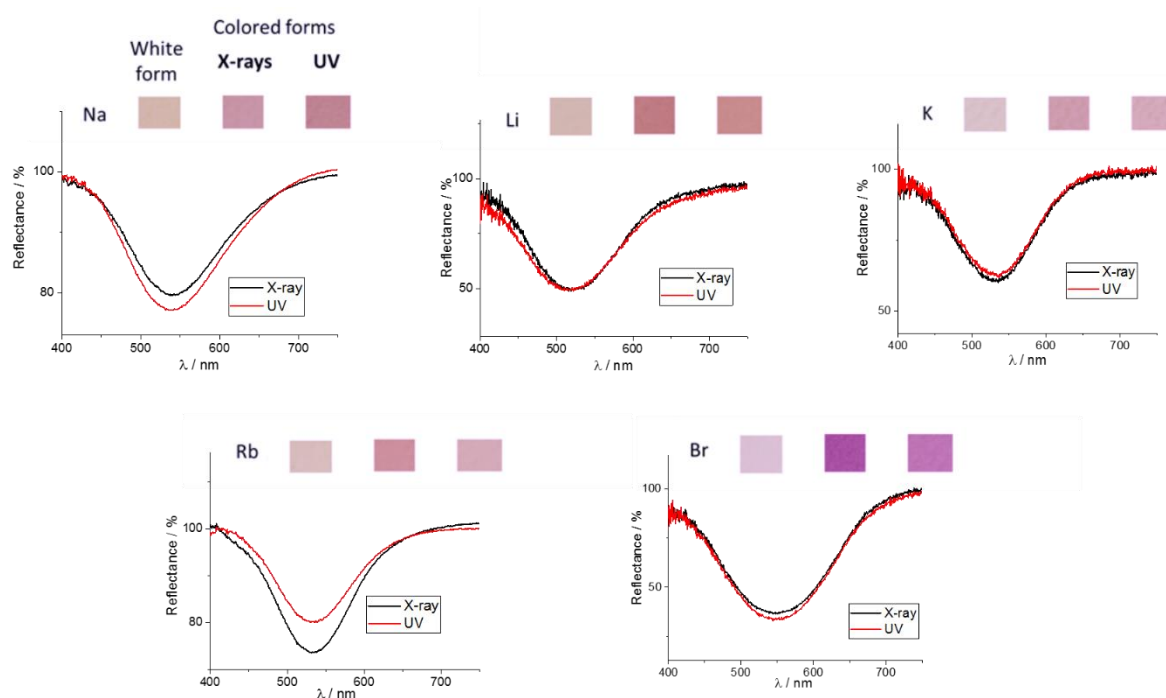 White form
Colored forms
X-rays UV
Na
100
80
Reflectance / %
X-ray
UV
400 500 600 700
λ / nm
Li
100
50
Reflectance / %
X-ray
UV
400 500 600 700
λ / nm
K
100
50
Reflectance / %
X-ray
UV
400 500 600 700
λ / nm
Rb
100
80
Reflectance / %
X-ray
UV
400 500 600 700
λ / nm
Br
100
50
Reflectance / %
X-ray
UV
400 500 600 700
λ / nm